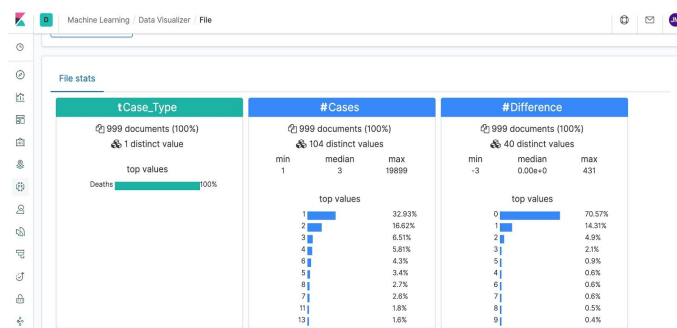 D Machine Learning / Data Visualizer / File JM
File stats
tCase_Type
999 documents (100%)
1 distinct value
top values
Deaths 100%
#Cases
999 documents (100%)
104 distinct values
min median max
1 3 19899
top values
1 32.93%
2 16.62%
3 6.51%
4 5.81%
6 4.3%
5 3.4%
8 2.7%
7 2.6%
11 1.8%
13 1.6%
#Difference
999 documents (100%)
40 distinct values
min median max
-3 0.00e+0 431
top values
0 70.57%
1 14.31%
2 4.9%
3 2.1%
5 0.9%
4 0.6%
6 0.6%
7 0.6%
8 0.5%
9 0.4%